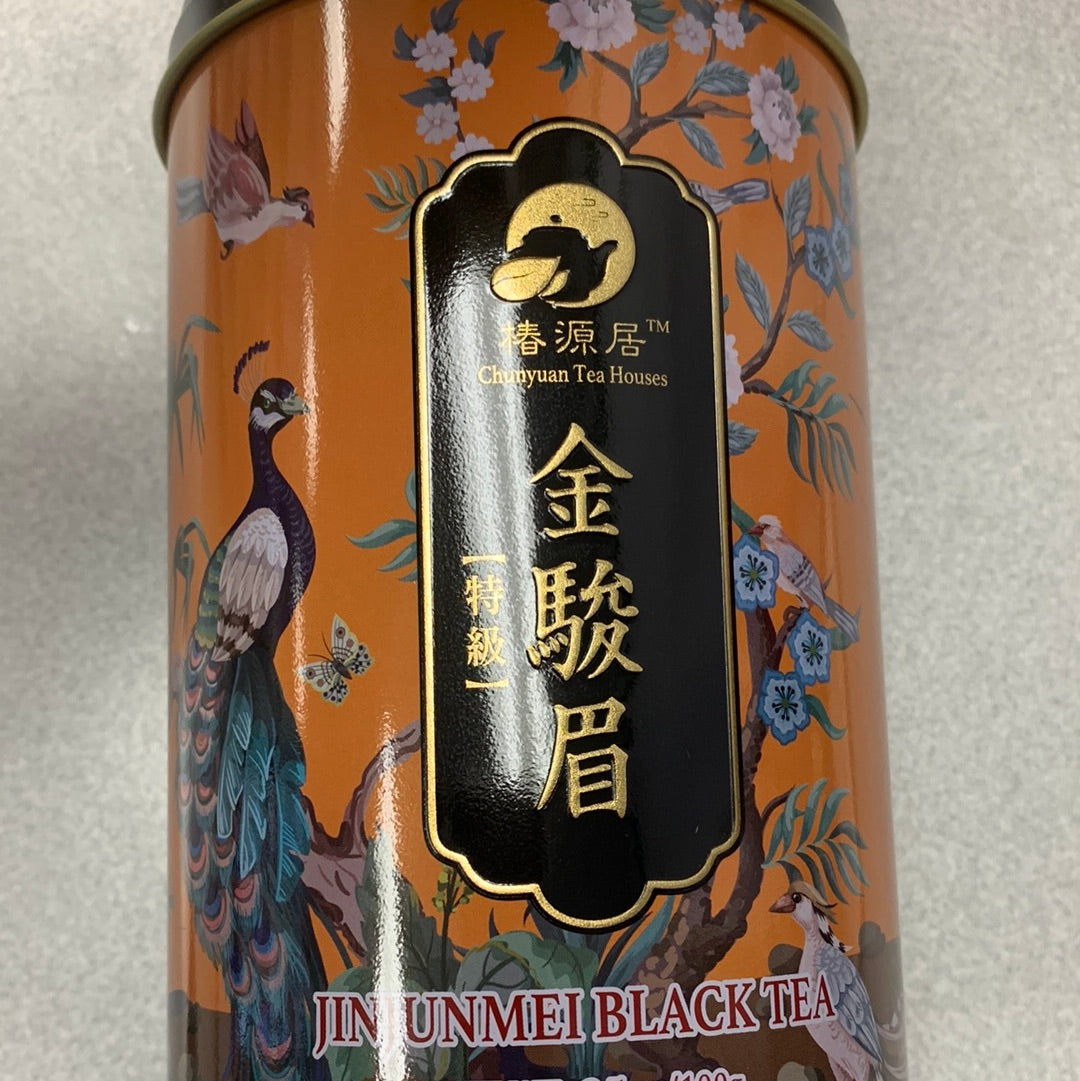 椿源居™
Chunyuan Tea Houses
金駿眉
【特級】
JINJUNMEI BLACK TEA